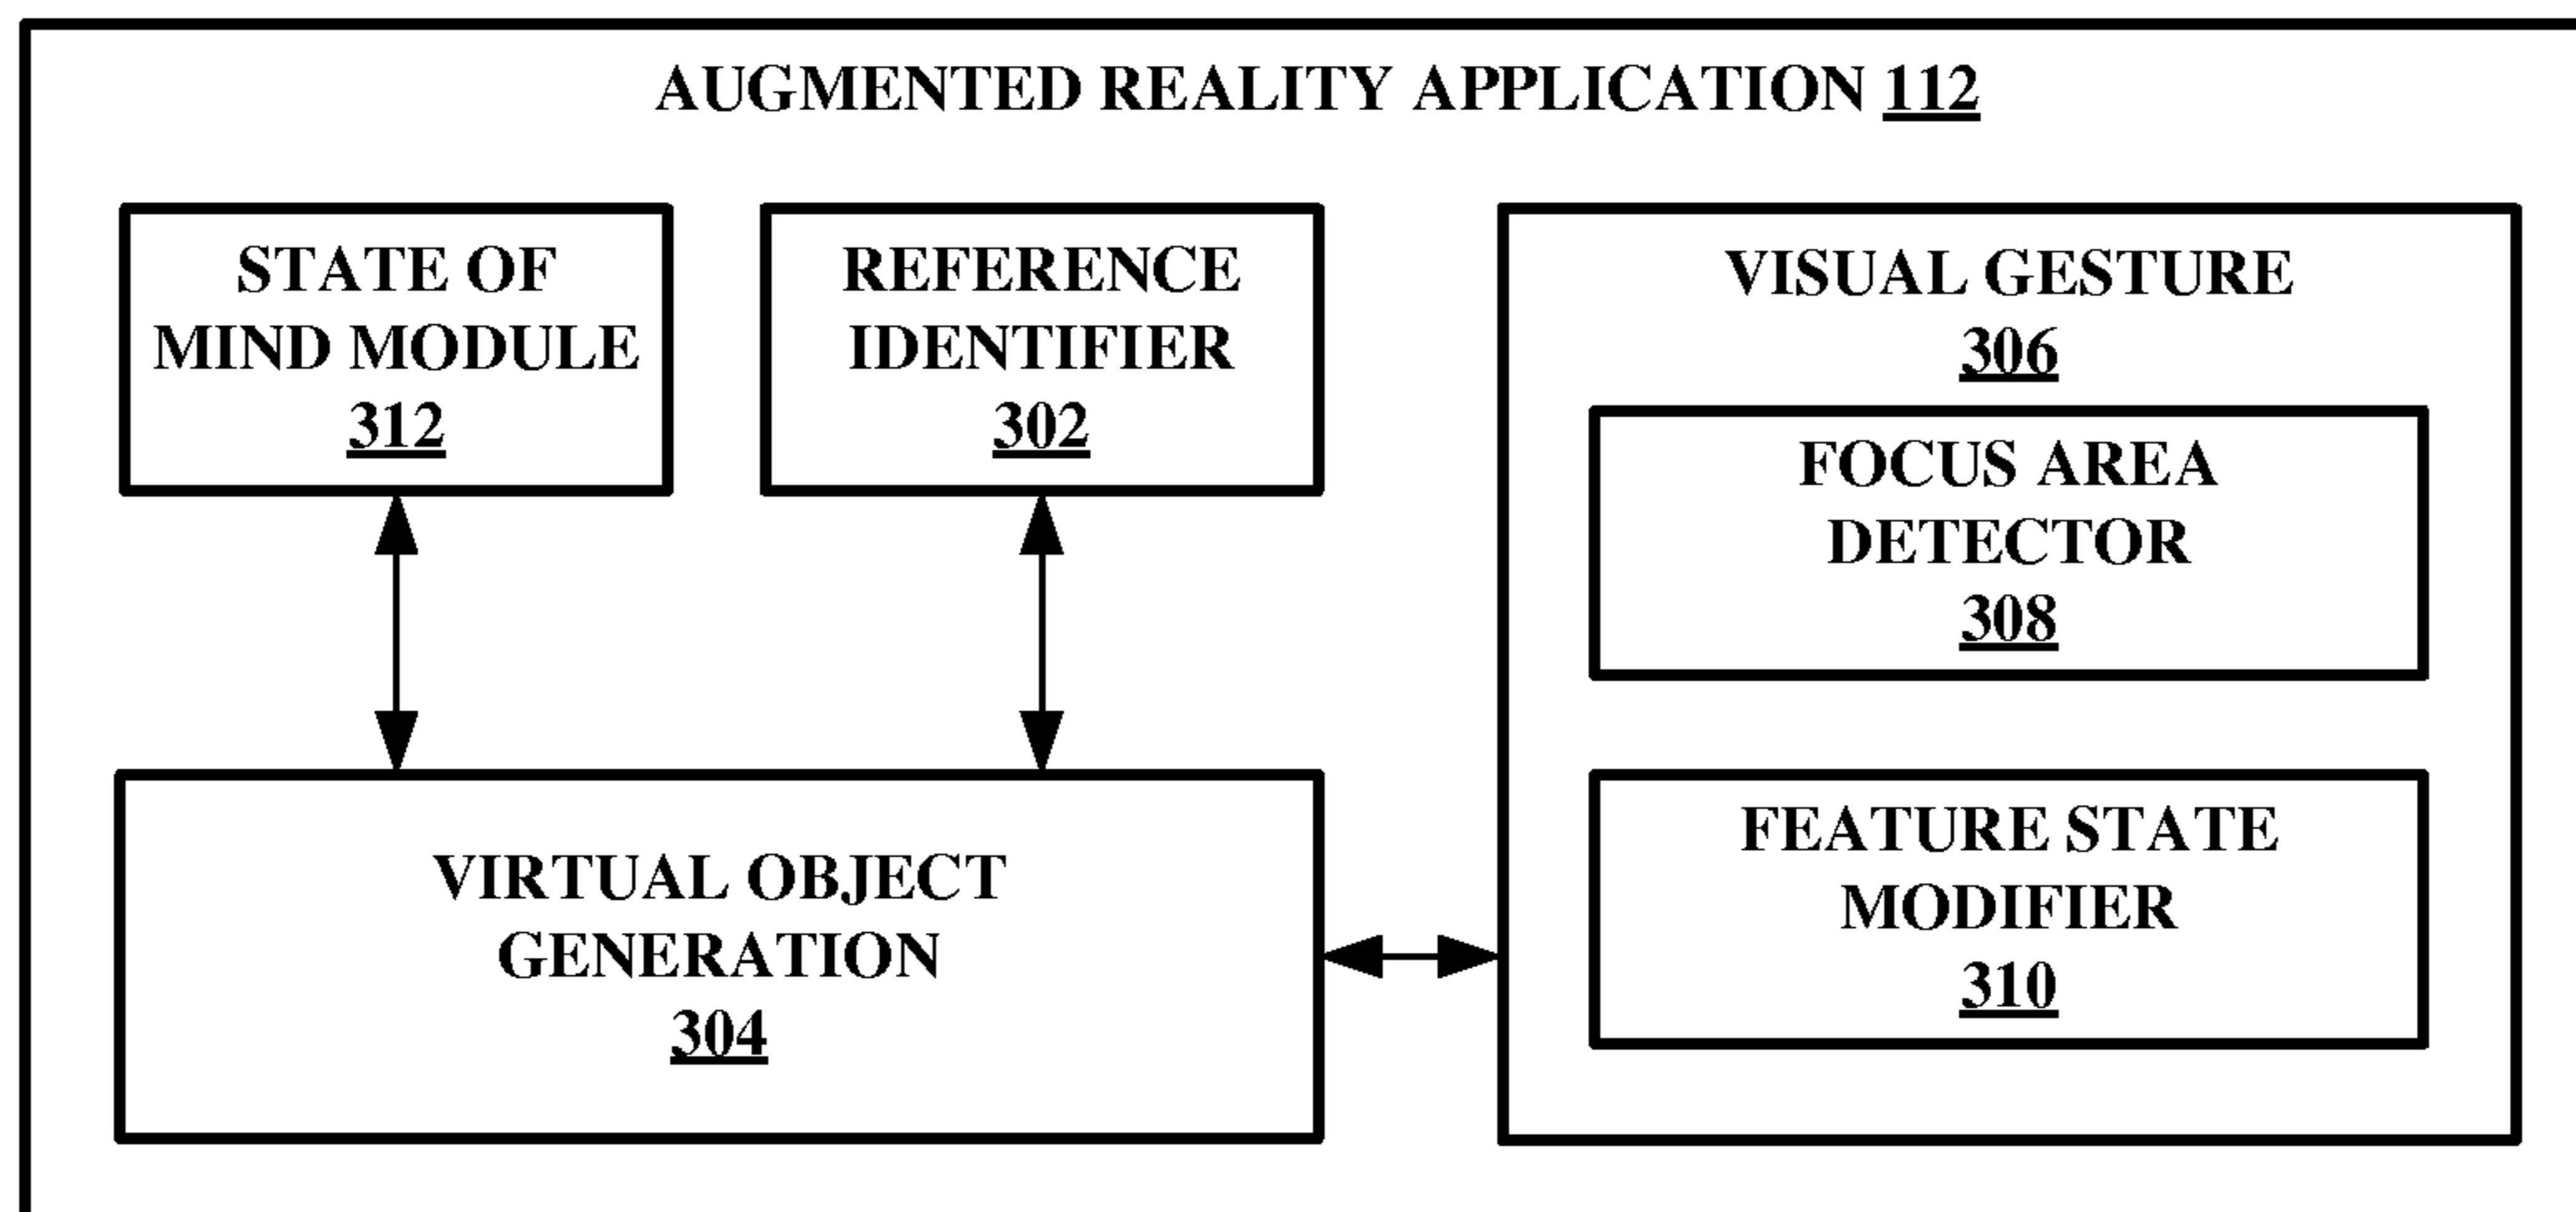 AUGMENTED REALITY APPLICATION 112
STATE OF
MIND MODULE
312
REFERENCE
IDENTIFIER
302
VISUAL GESTURE
306
FOCUS AREA
DETECTOR
308
FEATURE STATE
MODIFIER
310
VIRTUAL OBJECT
GENERATION
304